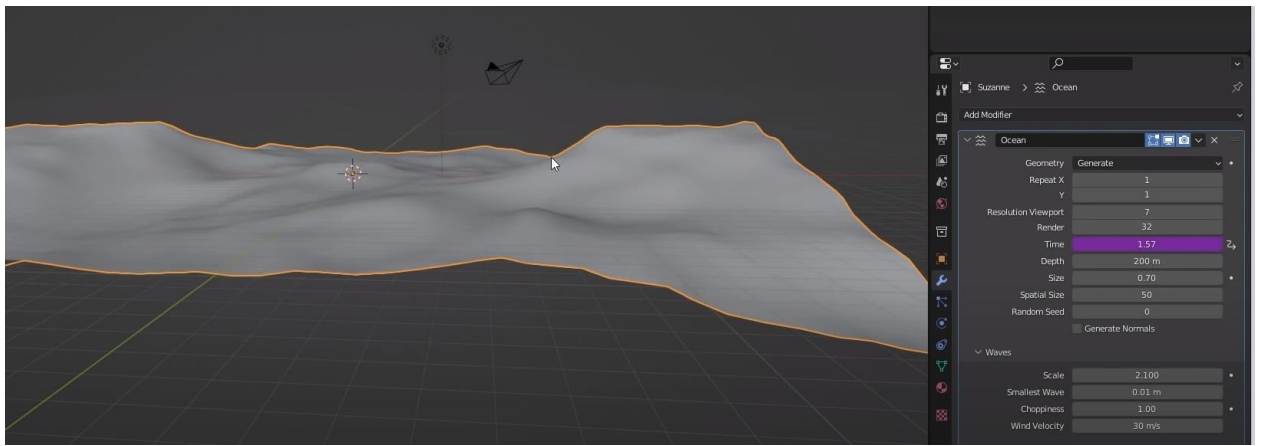 Suzanne > Ocean
Add Modifier
Ocean
Geometry Generate
Repeat X 1
Y 1
Resolution Viewport 7
Render 32
Time 1.57
Depth 200 m
Size 0.70
Spatial Size 50
Random Seed 0
Generate Normals
Waves
Scale 2.100
Smallest Wave 0.01 m
Choppiness 1.00
Wind Velocity 30 m/s